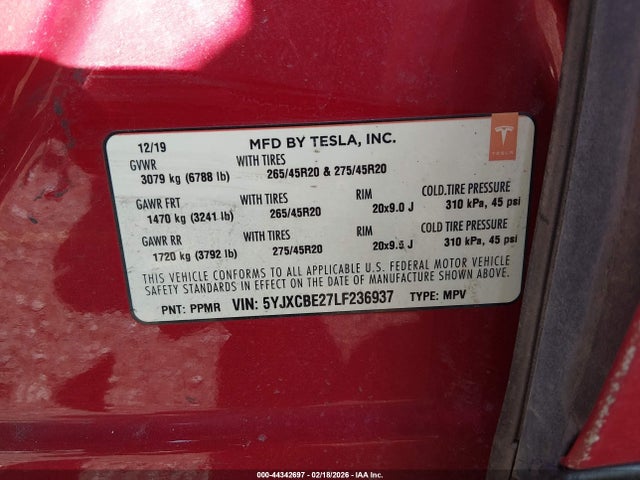 12/19 MFD BY TESLA, INC.
GVWR WITH TIRES
3079 kg (6788 lb) 265/45R20 & 275/45R20
GAWR FRT WITH TIRES RIM COLD.TIRE PRESSURE
1470 kg (3241 lb) 265/45R20 20x9.0 J 310 kPa, 45 psi
GAWR RR WITH TIRES RIM COLD TIRE PRESSURE
1720 kg (3792 lb) 275/45R20 20x9.5 J 310 kPa, 45 psi
THIS VEHICLE CONFORMS TO ALL APPLICABLE U.S. FEDERAL MOTOR VEHICLE
SAFETY STANDARDS IN EFFECT ON THE DATE OF MANUFACTURE SHOWN ABOVE.
PNT: PPMR VIN: 5YJXCBE27LF236937 TYPE: MPV
TESLA
000-44342697 - 02/18/2026 - IAA Inc.